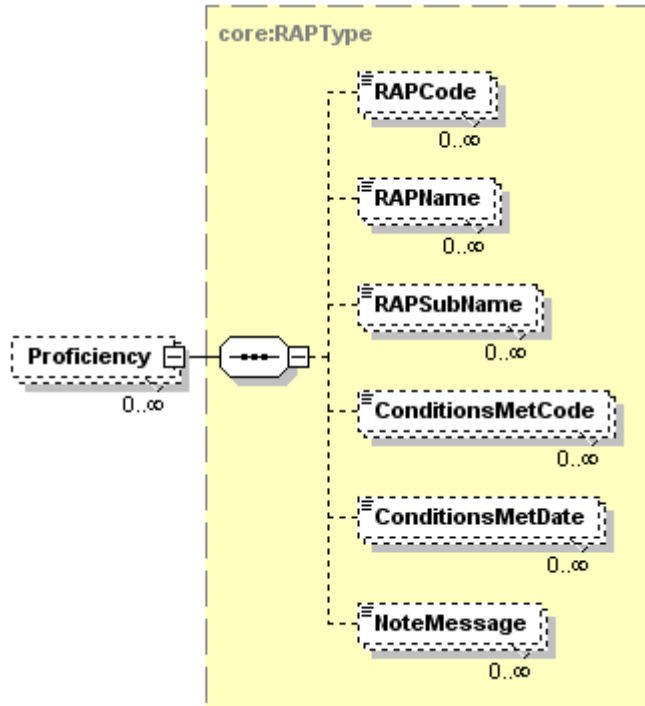 core:RAPType
RAPCode
0..∞
RAPName
0..∞
RAPSubName
0..∞
Proficiency
0..∞
ConditionsMetCode
0..∞
ConditionsMetDate
0..∞
NoteMessage
0..∞